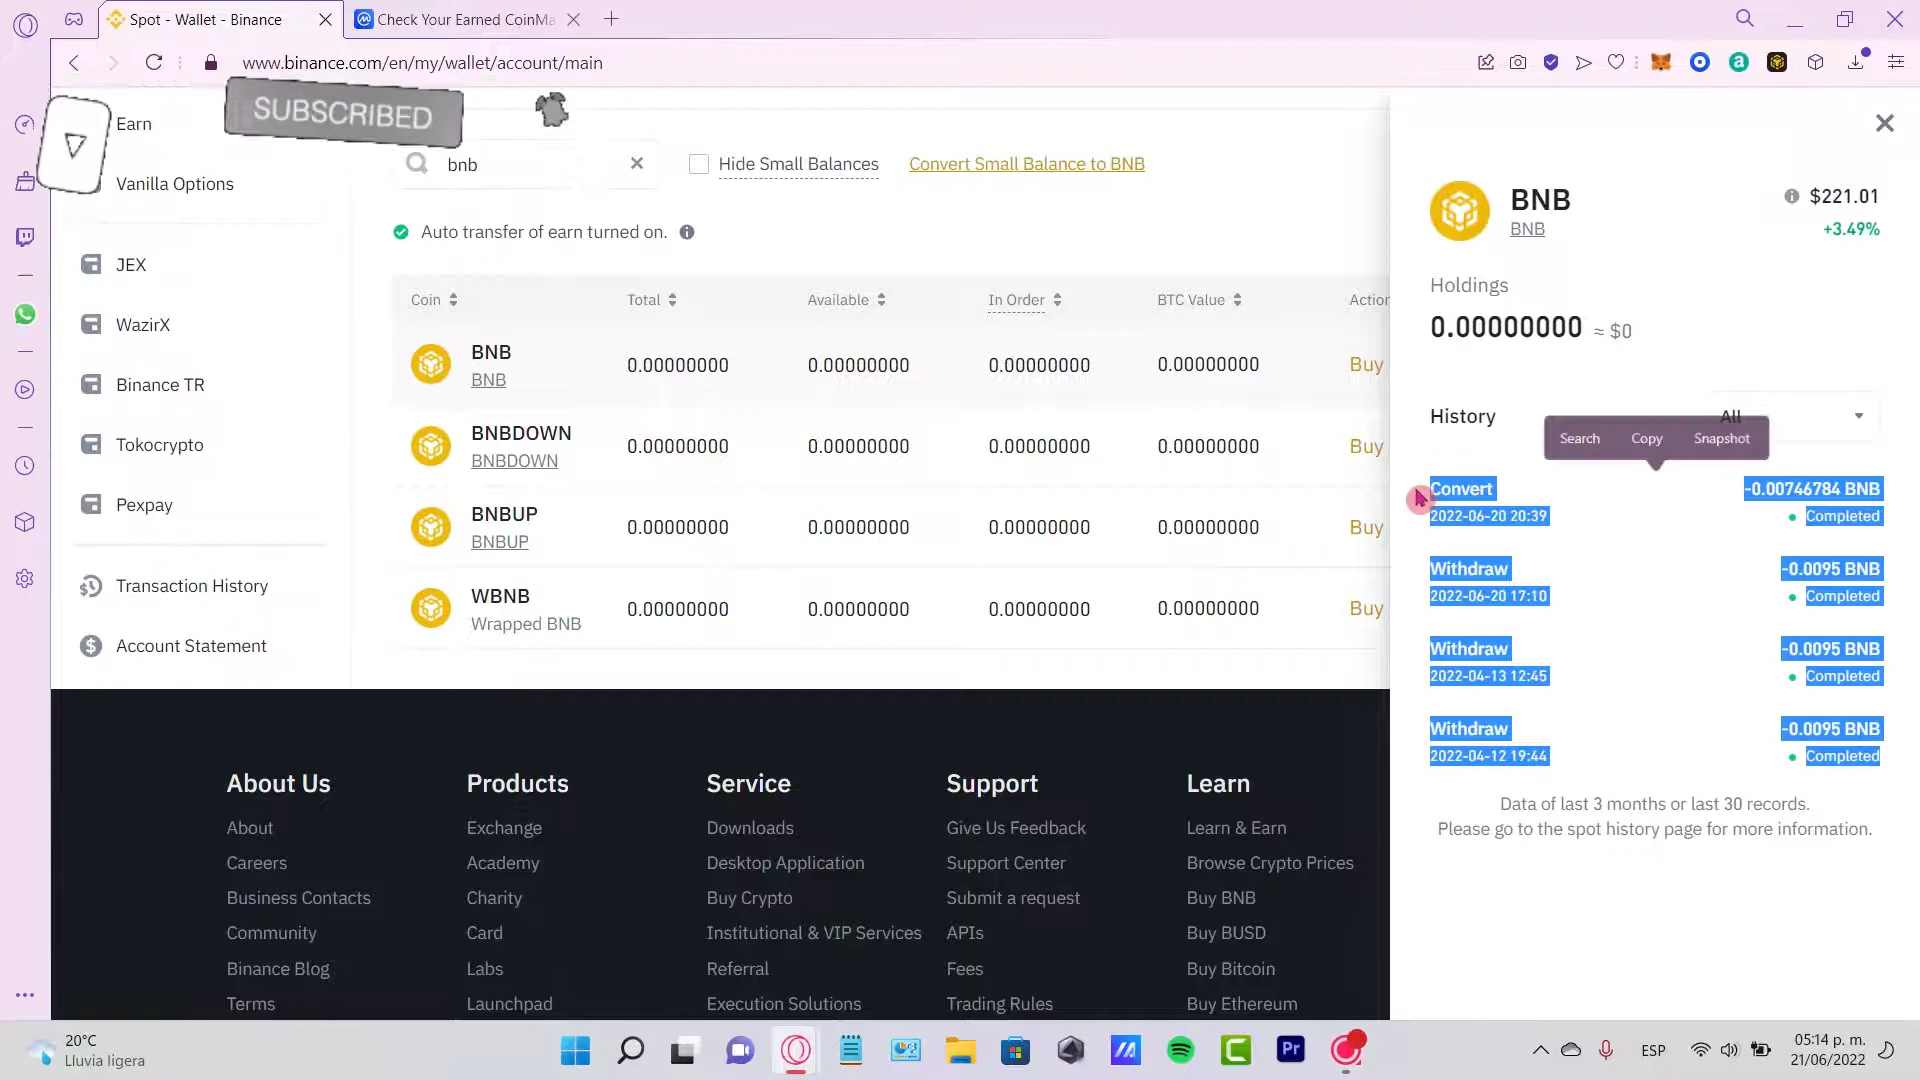 Spot - Wallet - Binance
Check Your Earned CoinMa
www.binance.com/en/my/wallet/account/main
SUBSCRIBED
Earn
Vanilla Options
JEX
WazirX
Binance TR
Tokocrypto
Pexpay
Transaction History
Account Statement
bnb
Hide Small Balances
Convert Small Balance to BNB
Auto transfer of earn turned on.
Coin Total Available In Order BTC Value Action
BNB
BNB
0.00000000 0.00000000 0.00000000 0.00000000 Buy
BNBDOWN
BNBDOWN
0.00000000 0.00000000 0.00000000 0.00000000 Buy
BNBUP
BNBUP
0.00000000 0.00000000 0.00000000 0.00000000 Buy
WBNB
Wrapped BNB
0.00000000 0.00000000 0.00000000 0.00000000 Buy
BNB
BNB
$221.01
+3.49%
Holdings
0.00000000 ≈ $0
History
All
Search Copy Snapshot
Convert -0.00746784 BNB
2022-06-20 20:39 Completed
Withdraw -0.0095 BNB
2022-06-20 17:10 Completed
Withdraw -0.0095 BNB
2022-04-13 12:45 Completed
Withdraw -0.0095 BNB
2022-04-12 19:44 Completed
Data of last 3 months or last 30 records.
Please go to the spot history page for more information.
About Us
About
Careers
Business Contacts
Community
Binance Blog
Terms
Products
Exchange
Academy
Charity
Card
Labs
Launchpad
Service
Downloads
Desktop Application
Buy Crypto
Institutional & VIP Services
Referral
Execution Solutions
Support
Give Us Feedback
Support Center
Submit a request
APIs
Fees
Trading Rules
Learn
Learn & Earn
Browse Crypto Prices
Buy BNB
Buy BUSD
Buy Bitcoin
Buy Ethereum
20°C
Lluvia ligera
Pr
ESP
05:14 p. m.
21/06/2022